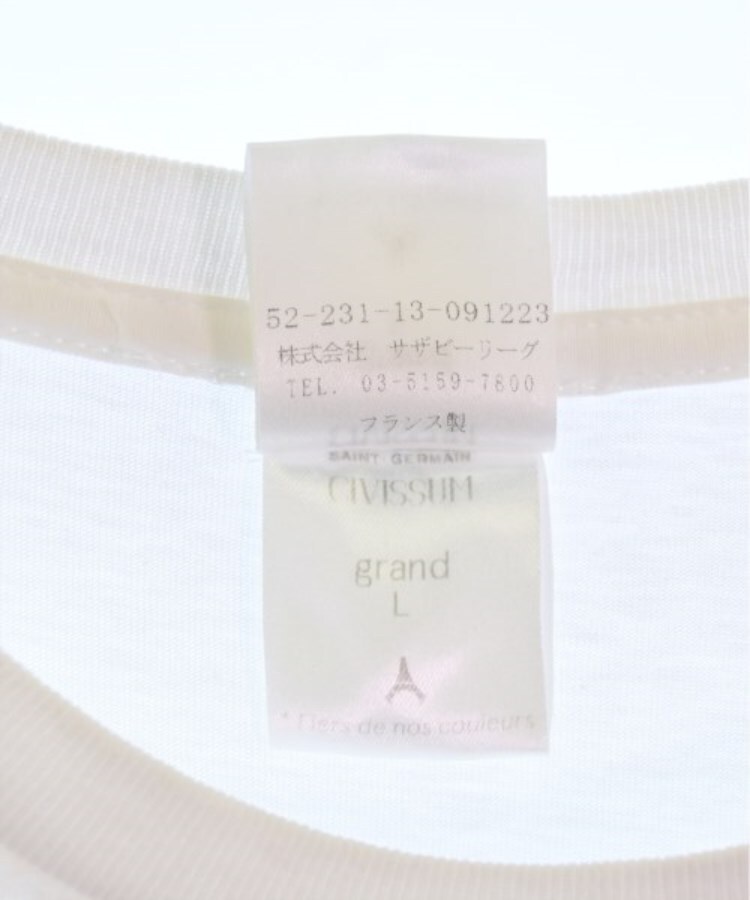 52-231-13-091223
株式会社 サザビーリーグ
TEL. 03-5159-7800
フランス製
SAINT GERMAIN
CIVISSUM
grand
L
* Fiers de nos couleurs